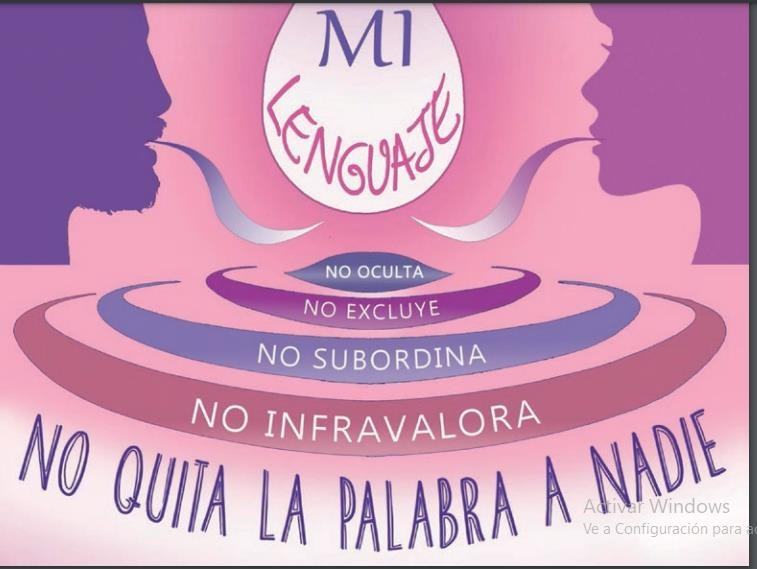 MI
LENGUAJE
NO OCULTA
NO EXCLUYE
NO SUBORDINA
NO INFRAVALORA
NO QUITA LA PALABRA A NADIE
Activar Windows
Ve a Configuración para